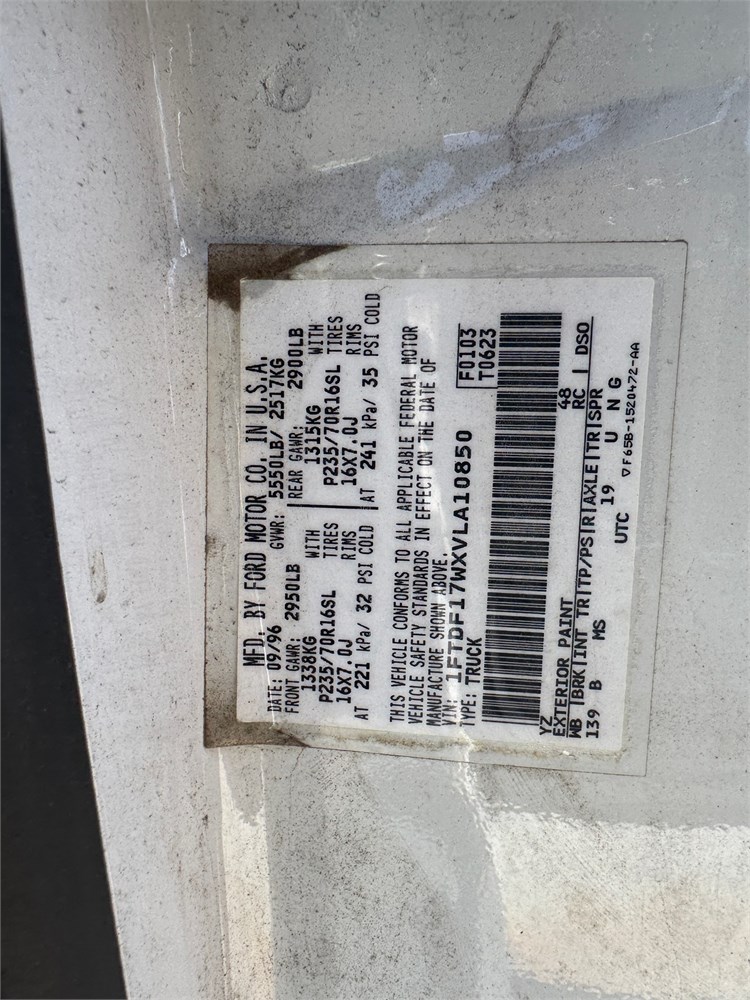 MFD. BY FORD MOTOR CO. IN U.S.A.
DATE: 09/96 GVWR: 5550LB/ 2517KG
FRONT GAWR: 2950LB REAR GAWR: 2900LB
1338KG WITH 1315KG WITH
P235/70R16SL TIRES P235/70R16SL TIRES
16X7.0J RIMS 16X7.0J RIMS
AT 221 kPa/ 32 PSI COLD AT 241 kPa/ 35 PSI COLD
THIS VEHICLE CONFORMS TO ALL APPLICABLE FEDERAL MOTOR
VEHICLE SAFETY STANDARDS IN EFFECT ON THE DATE OF
MANUFACTURE SHOWN ABOVE.
VIN: 1FTDF17WXVLA10850 F0103
TYPE: TRUCK T0623
YZ 48
EXTERIOR PAINT RC DSO
WB BRK INT TR TP/PS R AXLE TR SPR
139 B MS 19 U N G
UTC
▽F65B-1520472-AA